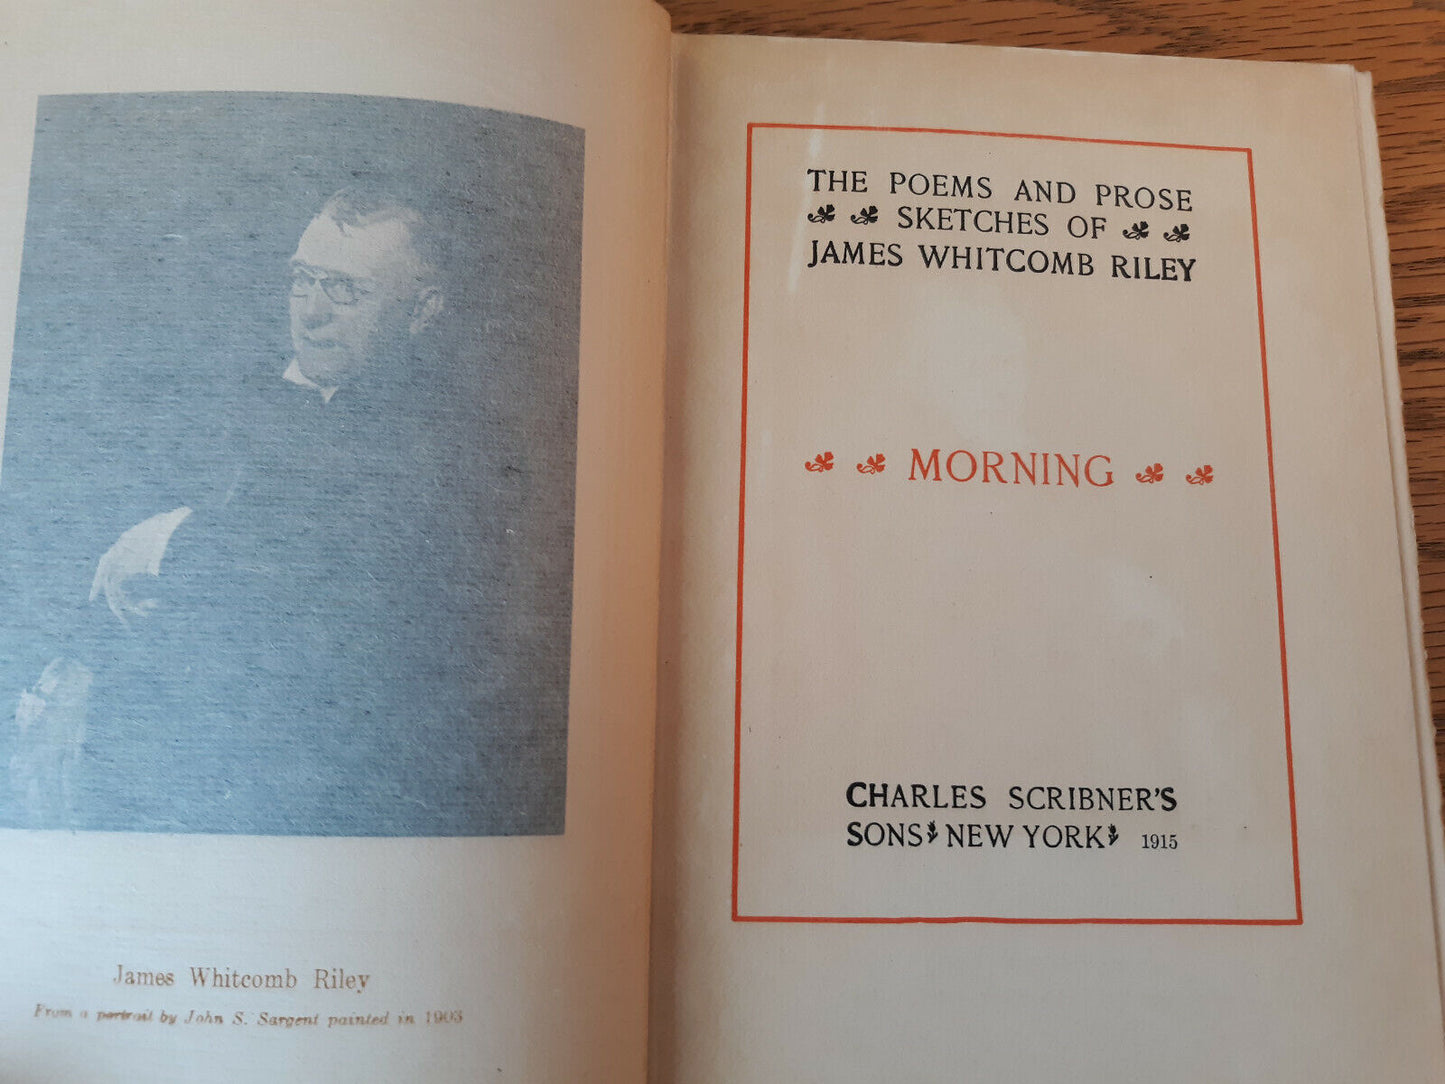 James Whitcomb Riley
From a portrait by John S. Sargent painted in 1903
THE POEMS AND PROSE
SKETCHES OF
JAMES WHITCOMB RILEY
MORNING
CHARLES SCRIBNER'S
SONS NEW YORK 1915